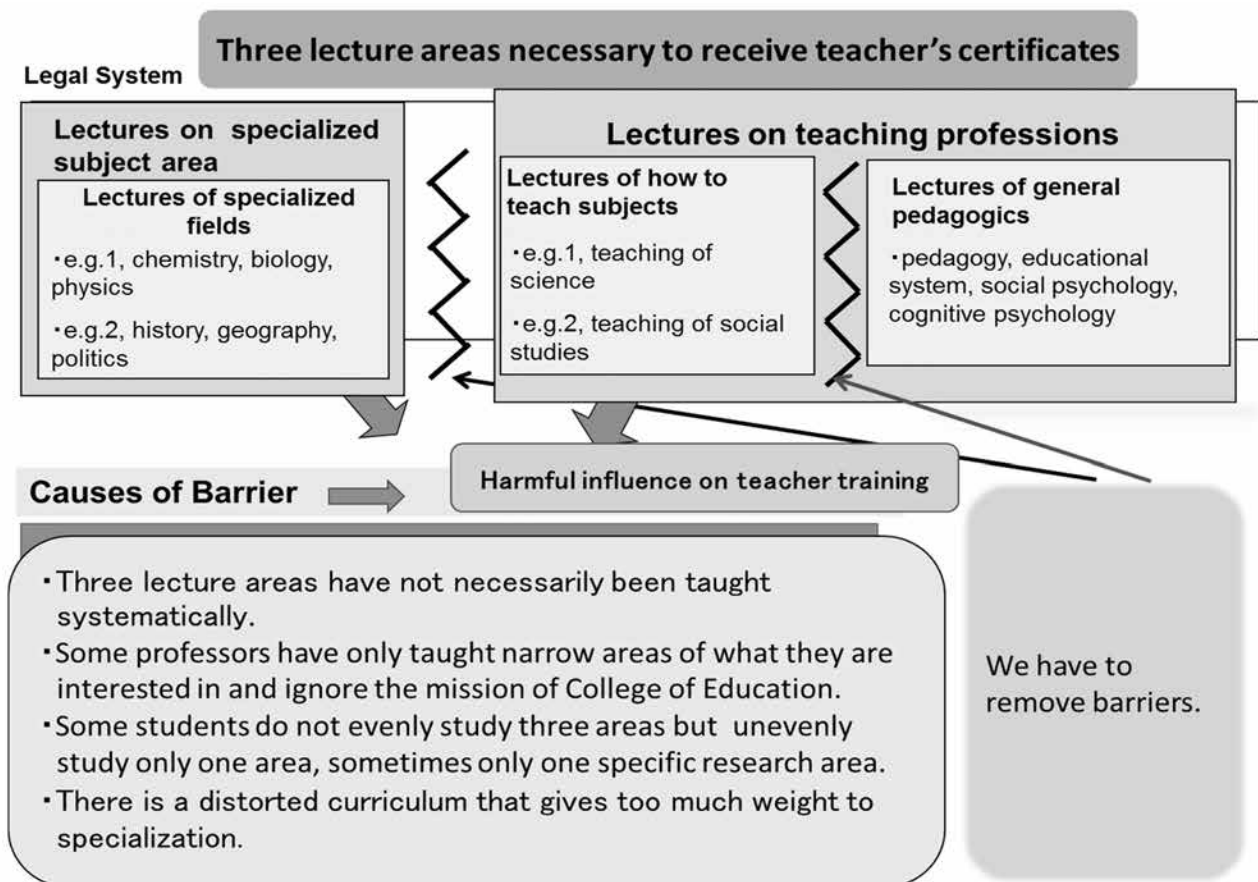 Three lecture areas necessary to receive teacher's certificates
Legal System
Lectures on specialized
subject area
Lectures of specialized
fields
・e.g.1, chemistry, biology,
physics
・e.g.2, history, geography,
politics
Lectures on teaching professions
Lectures of how to
teach subjects
・e.g.1, teaching of
science
・e.g.2, teaching of social
studies
Lectures of general
pedagogics
・pedagogy, educational
system, social psychology,
cognitive psychology
Harmful influence on teacher training
Causes of Barrier
・Three lecture areas have not necessarily been taught
systematically.
・Some professors have only taught narrow areas of what they are
interested in and ignore the mission of College of Education.
・Some students do not evenly study three areas but unevenly
study only one area, sometimes only one specific research area.
・There is a distorted curriculum that gives too much weight to
specialization.
We have to
remove barriers.